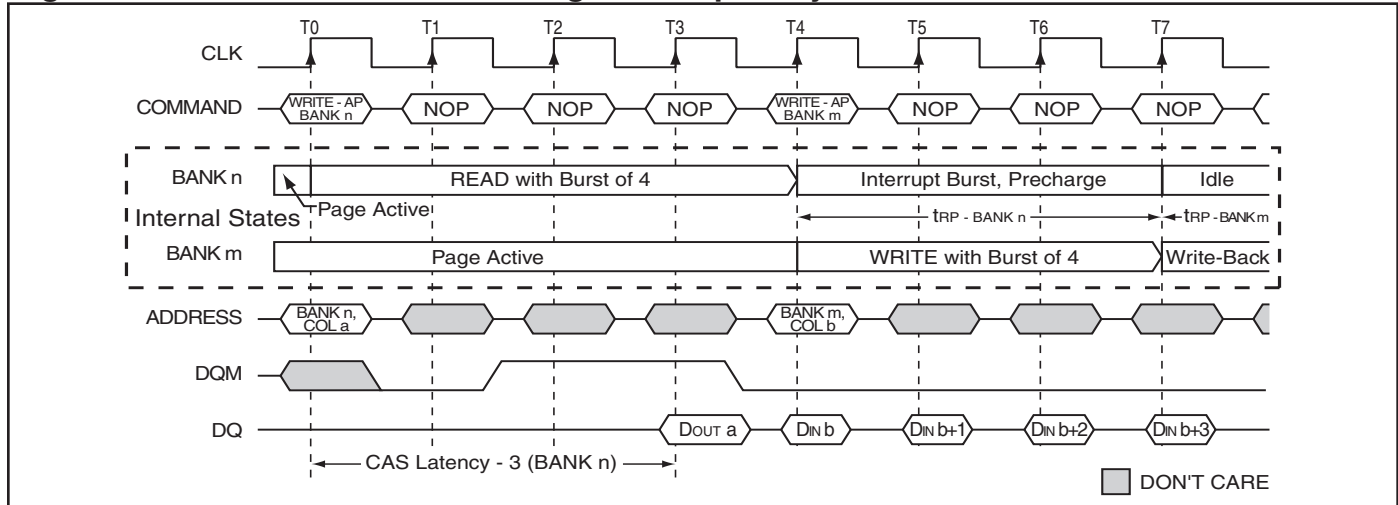 T0 T1 T2 T3 T4 T5 T6 T7
CLK
COMMAND WRITE - AP BANK n NOP NOP NOP WRITE - AP BANK m NOP NOP NOP
BANK n READ with Burst of 4 Interrupt Burst, Precharge Idle
Internal States Page Active tRP - BANK n tRP - BANK m
BANK m Page Active WRITE with Burst of 4 Write-Back
ADDRESS BANK n, COL a BANK m, COL b
DQM
DQ DOUT a DIN b DIN b+1 DIN b+2 DIN b+3
CAS Latency - 3 (BANK n)
DON'T CARE